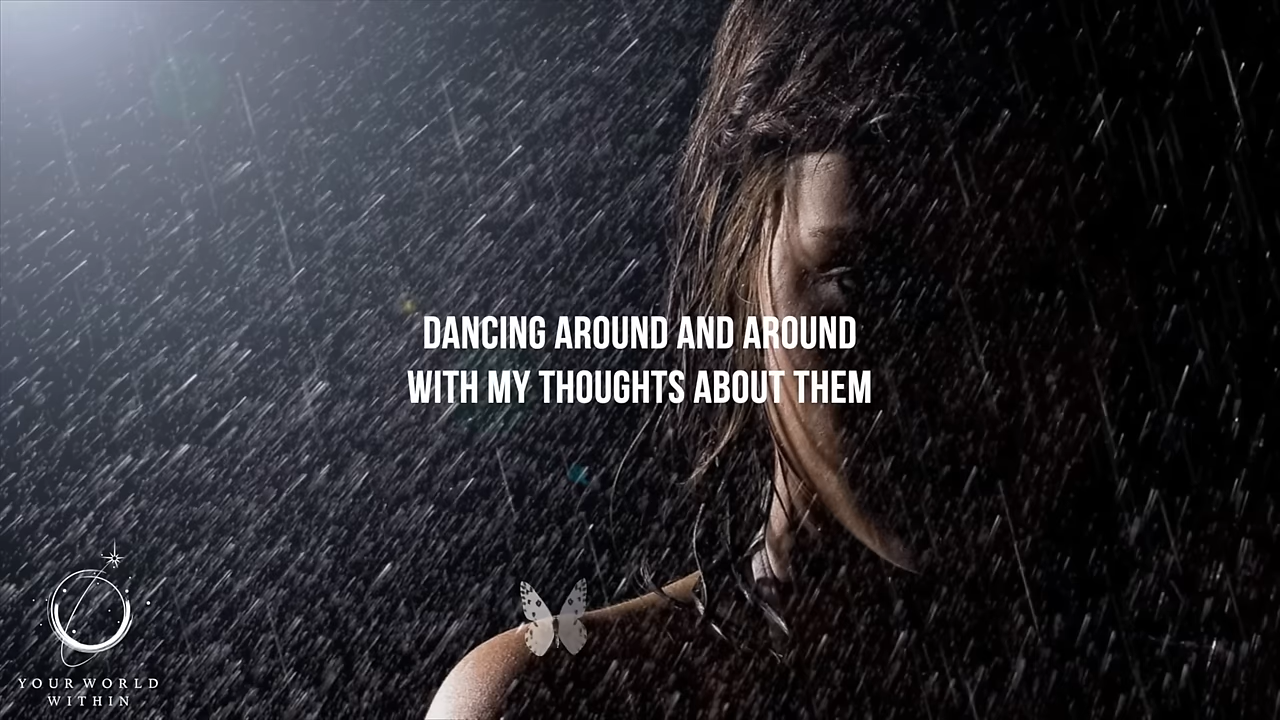 DANCING AROUND AND AROUND
WITH MY THOUGHTS ABOUT THEM
YOUR WORLD
WITHIN